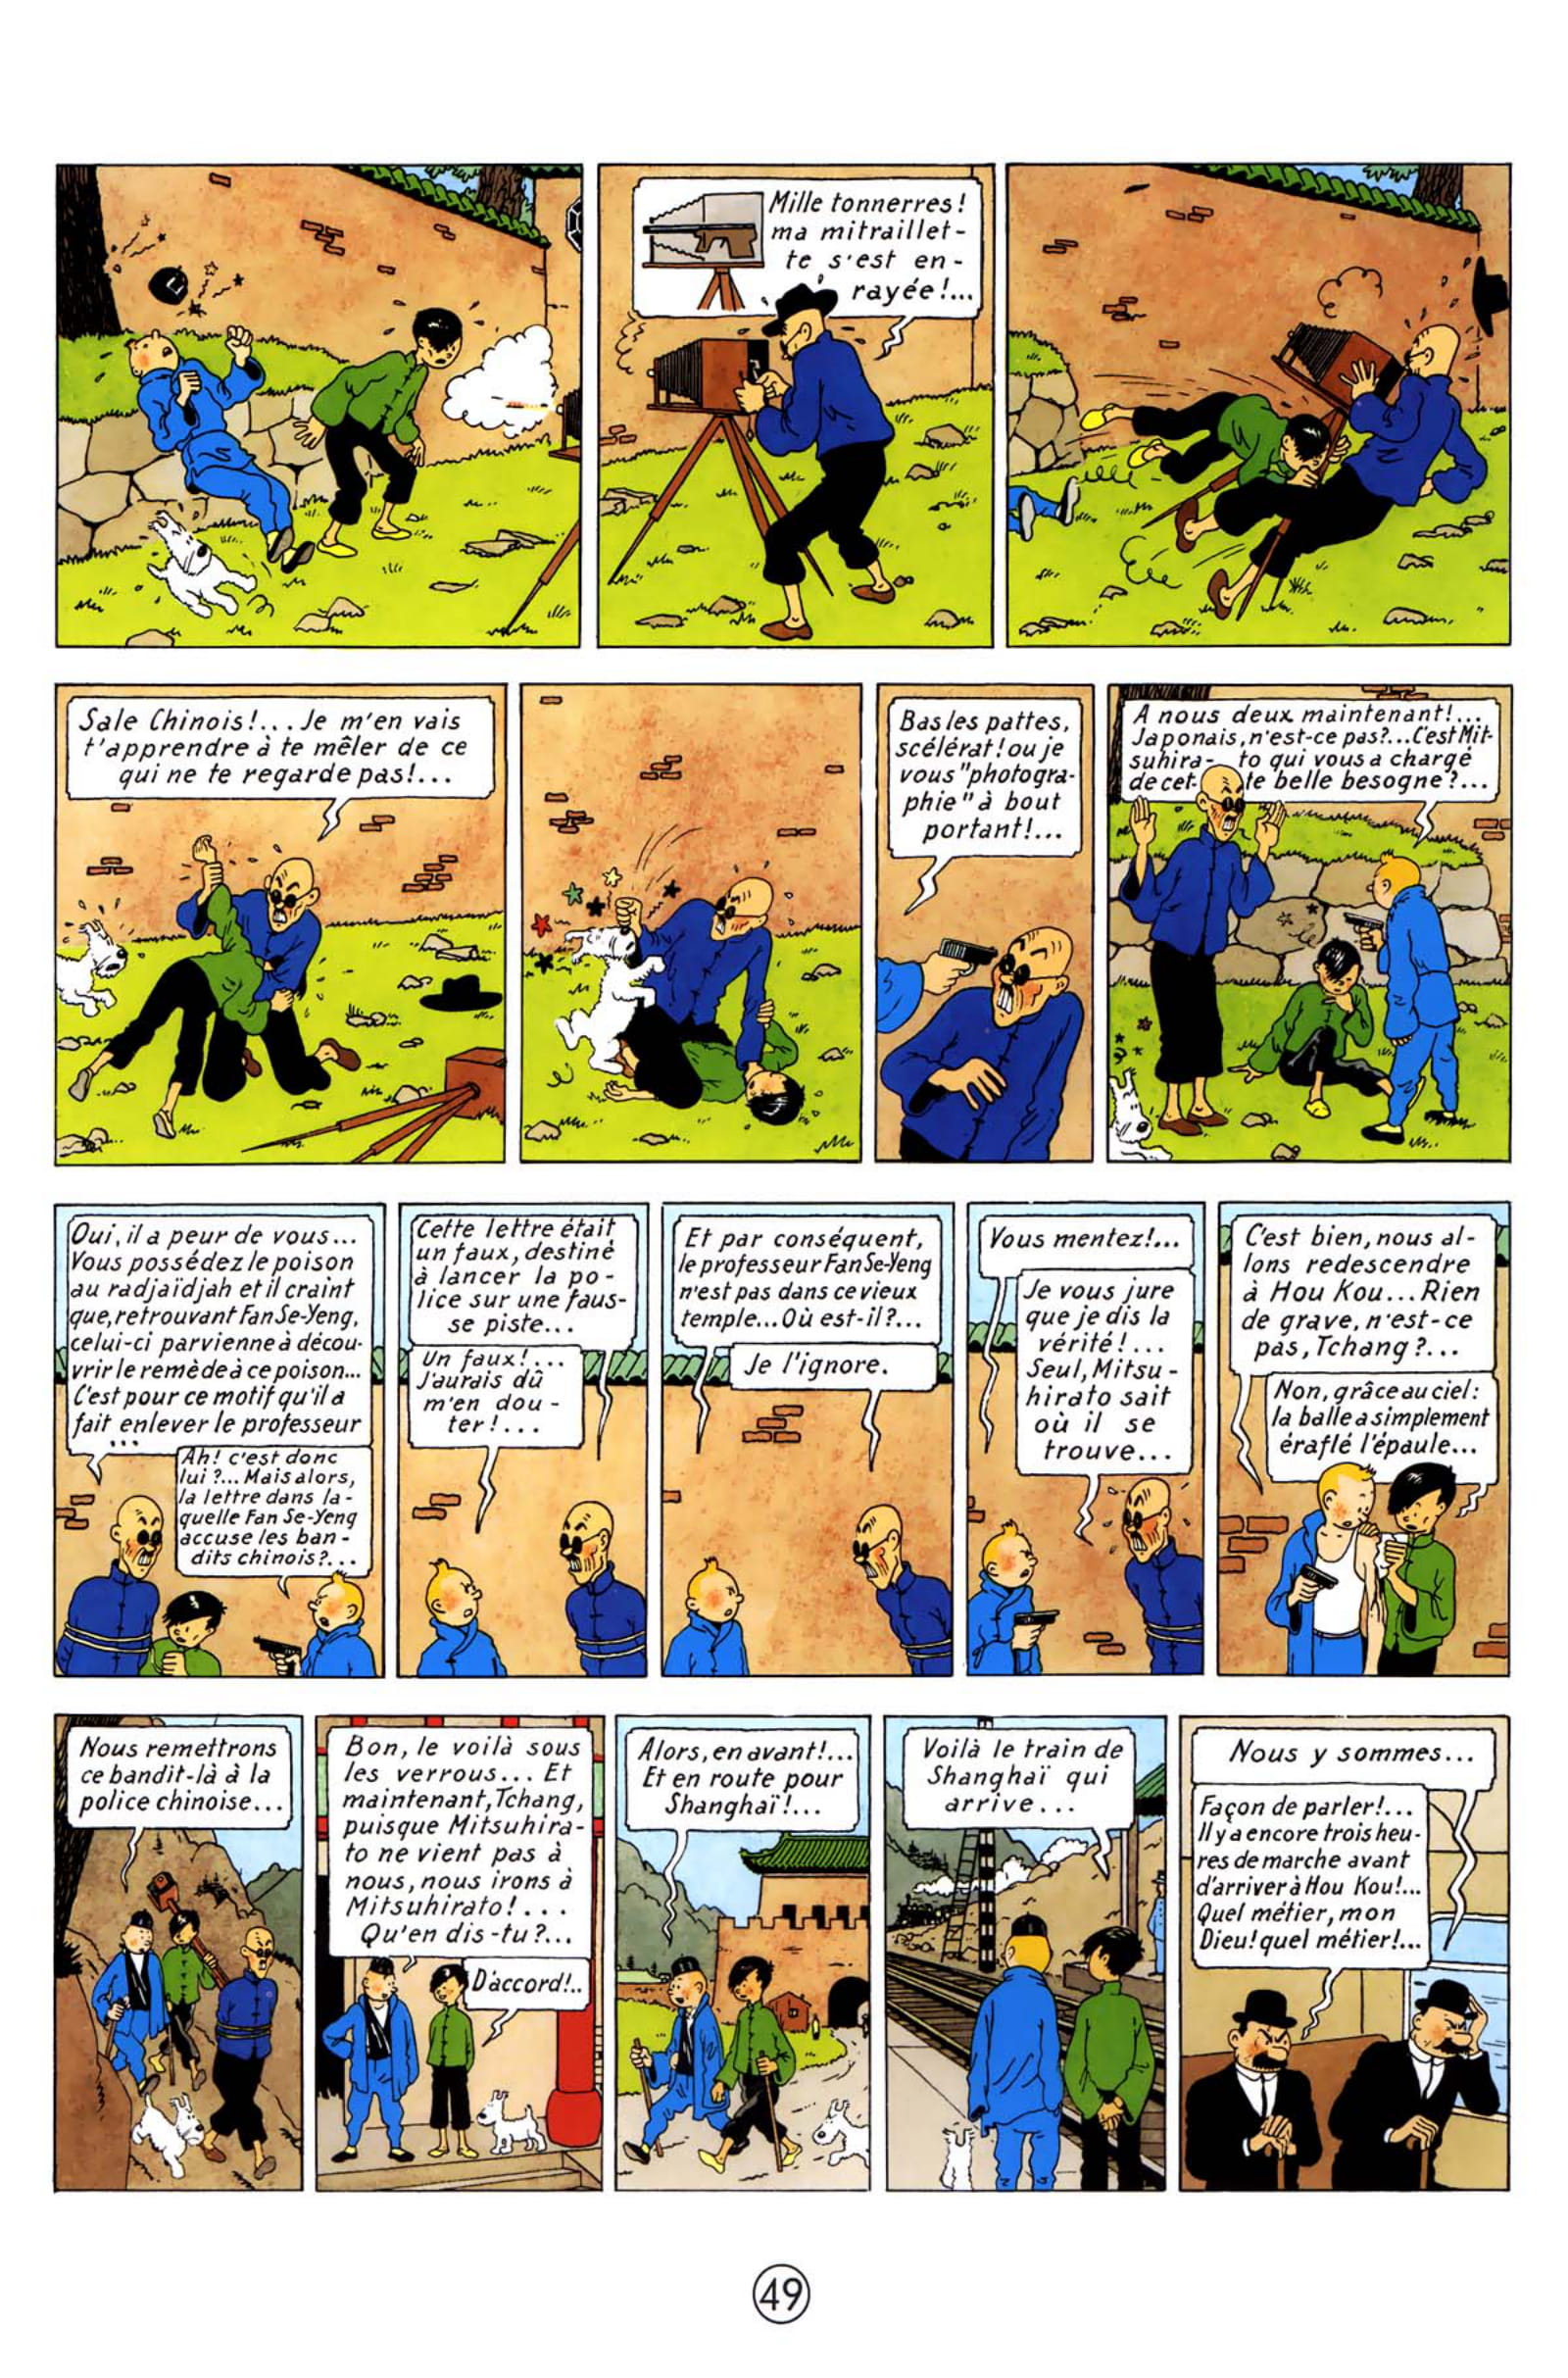 Mille tonnerres!
ma mitraillet-
te s'est en-
rayée!...
Sale Chinois!... Je m'en vais
t'apprendre à te mêler de ce
qui ne te regarde pas!...
Bas les pattes,
scélérat! ou je
vous "photogra-
phie" à bout
portant!...
A nous deux maintenant!...
Japonais, n'est-ce pas?... C'est Mit-
suhira- to qui vous a chargé
de cet- te belle besogne?...
Oui, il a peur de vous...
Vous possédez le poison
au radjaïdjah et il craint
que, retrouvant Fan Se-Yeng,
celui-ci parvienne à décou-
vrir le remède à ce poison...
C'est pour ce motif qu'il a
fait enlever le professeur
...
Ah! c'est donc
lui?... Mais alors,
la lettre dans la-
quelle Fan Se-Yeng
accuse les ban-
dits chinois?...
Cette lettre était
un faux, destiné
à lancer la po-
lice sur une faus-
se piste...
Un faux!...
J'aurais dû
m'en dou-
ter!...
Et par conséquent,
le professeur Fan Se-Yeng
n'est pas dans ce vieux
temple... Où est-il?...
Je l'ignore.
Vous mentez!...
Je vous jure
que je dis la
vérité!...
Seul, Mitsu-
hirato sait
où il se
trouve...
C'est bien, nous al-
lons redescendre
à Hou Kou... Rien
de grave, n'est-ce
pas, Tchang?...
Non, grâce au ciel:
la balle a simplement
éraflé l'épaule...
Nous remettrons
ce bandit-là à la
police chinoise...
Bon, le voilà sous
les verrous... Et
maintenant, Tchang,
puisque Mitsuhira-
to ne vient pas à
nous, nous irons à
Mitsuhirato!...
Qu'en dis-tu?...
D'accord!..
Alors, en avant!...
Et en route pour
Shanghaï!...
Voilà le train de
Shanghaï qui
arrive...
Nous y sommes...
Façon de parler!...
Il y a encore trois heu-
res de marche avant
d'arriver à Hou Kou!...
Quel métier, mon
Dieu! quel métier!...
49